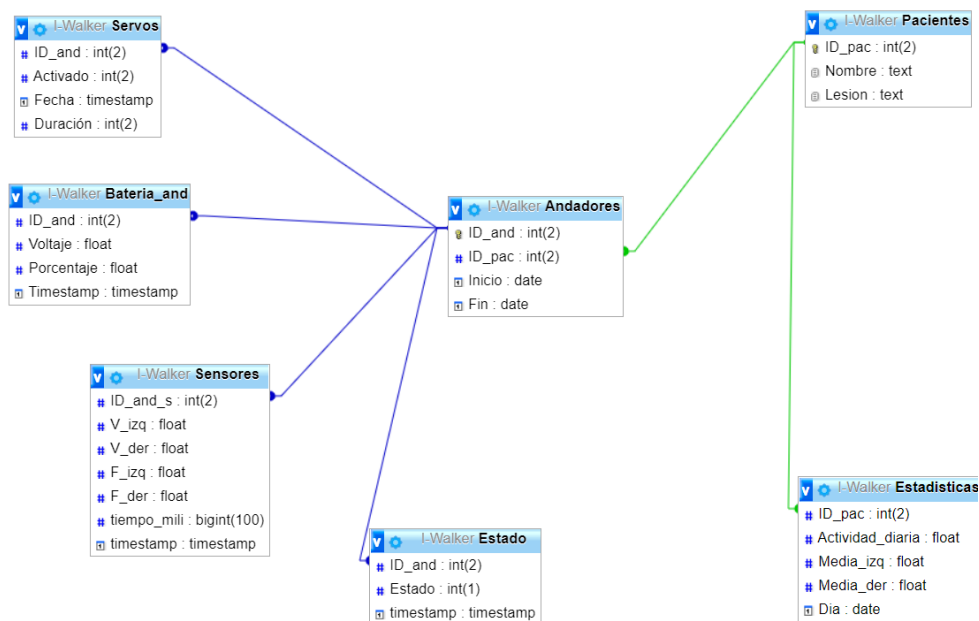 I-Walker Servos
ID_and : int(2)
Activado : int(2)
Fecha : timestamp
Duración : int(2)
I-Walker Pacientes
ID_pac : int(2)
Nombre : text
Lesion : text
I-Walker Bateria_and
ID_and : int(2)
Voltaje : float
Porcentaje : float
Timestamp : timestamp
I-Walker Andadores
ID_and : int(2)
ID_pac : int(2)
Inicio : date
Fin : date
I-Walker Sensores
ID_and_s : int(2)
V_izq : float
V_der : float
F_izq : float
F_der : float
tiempo_mili : bigint(100)
timestamp : timestamp
I-Walker Estado
ID_and : int(2)
Estado : int(1)
timestamp : timestamp
I-Walker Estadisticas
ID_pac : int(2)
Actividad_diaria : float
Media_izq : float
Media_der : float
Dia : date